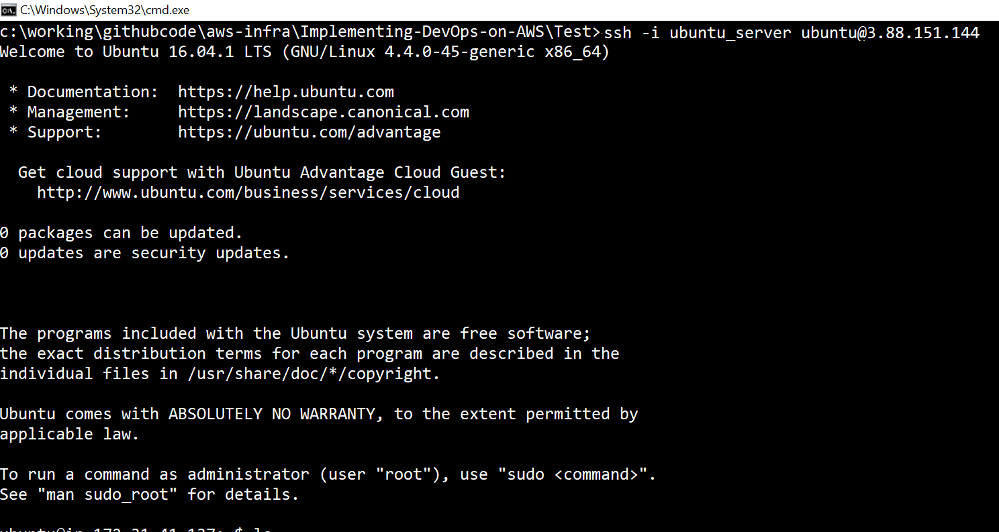 C:\Windows\System32\cmd.exe
c:\working\githubcode\aws-infra\Implementing-DevOps-on-AWS\Test>ssh -i ubuntu_server ubuntu@3.88.151.144
Welcome to Ubuntu 16.04.1 LTS (GNU/Linux 4.4.0-45-generic x86_64)
* Documentation:  https://help.ubuntu.com
* Management:     https://landscape.canonical.com
* Support:        https://ubuntu.com/advantage
Get cloud support with Ubuntu Advantage Cloud Guest:
http://www.ubuntu.com/business/services/cloud
0 packages can be updated.
0 updates are security updates.
The programs included with the Ubuntu system are free software;
the exact distribution terms for each program are described in the
individual files in /usr/share/doc/*/copyright.
Ubuntu comes with ABSOLUTELY NO WARRANTY, to the extent permitted by
applicable law.
To run a command as administrator (user "root"), use "sudo <command>".
See "man sudo_root" for details.